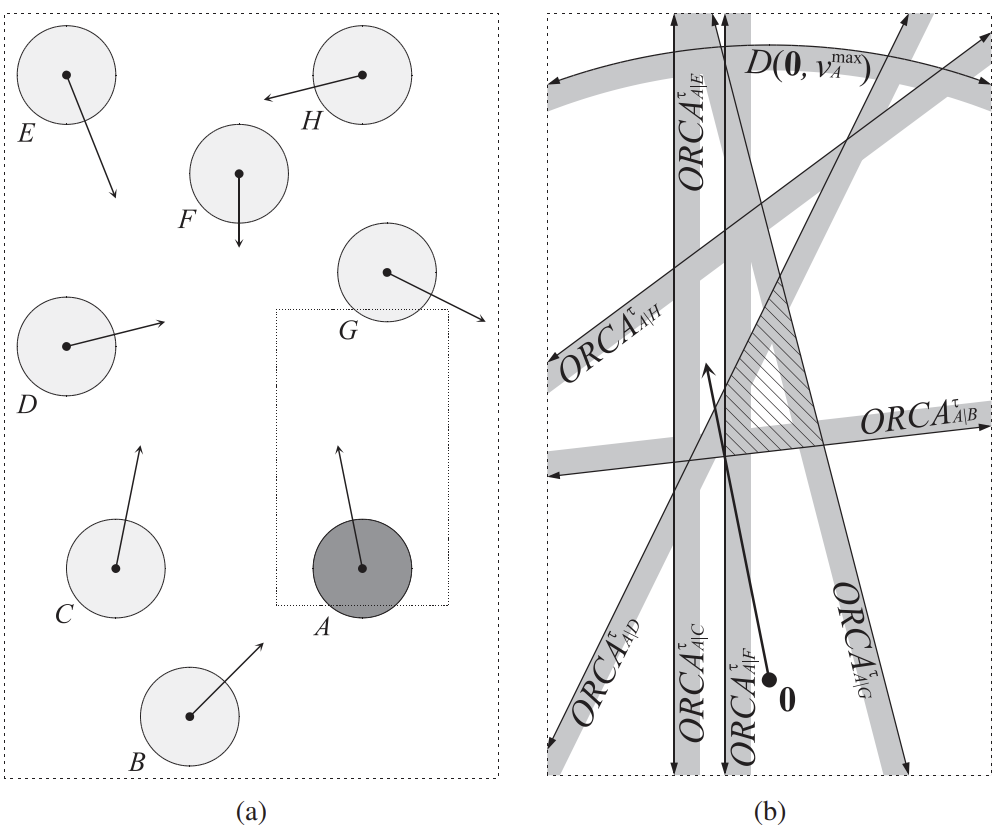 E
H
F
G
D
C
A
B
(a)
D(0, v_A^max)
ORCA^τ_A|E
ORCA^τ_A|H
ORCA^τ_A|B
ORCA^τ_A|D
ORCA^τ_A|C
ORCA^τ_A|F
ORCA^τ_A|G
0
(b)